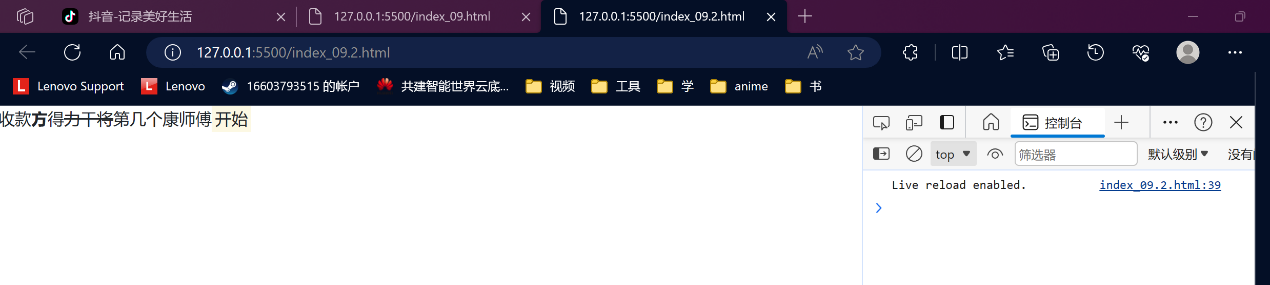 抖音-记录美好生活 127.0.0.1:5500/index_09.html 127.0.0.1:5500/index_09.2.html
127.0.0.1:5500/index_09.2.html
Lenovo Support Lenovo 16603793515 的帐户 共建智能世界云底... 视频 工具 学 anime 书
收款方得力干将第几个康师傅 开始
控制台
top 筛选器 默认级别 没有
Live reload enabled. index_09.2.html:39